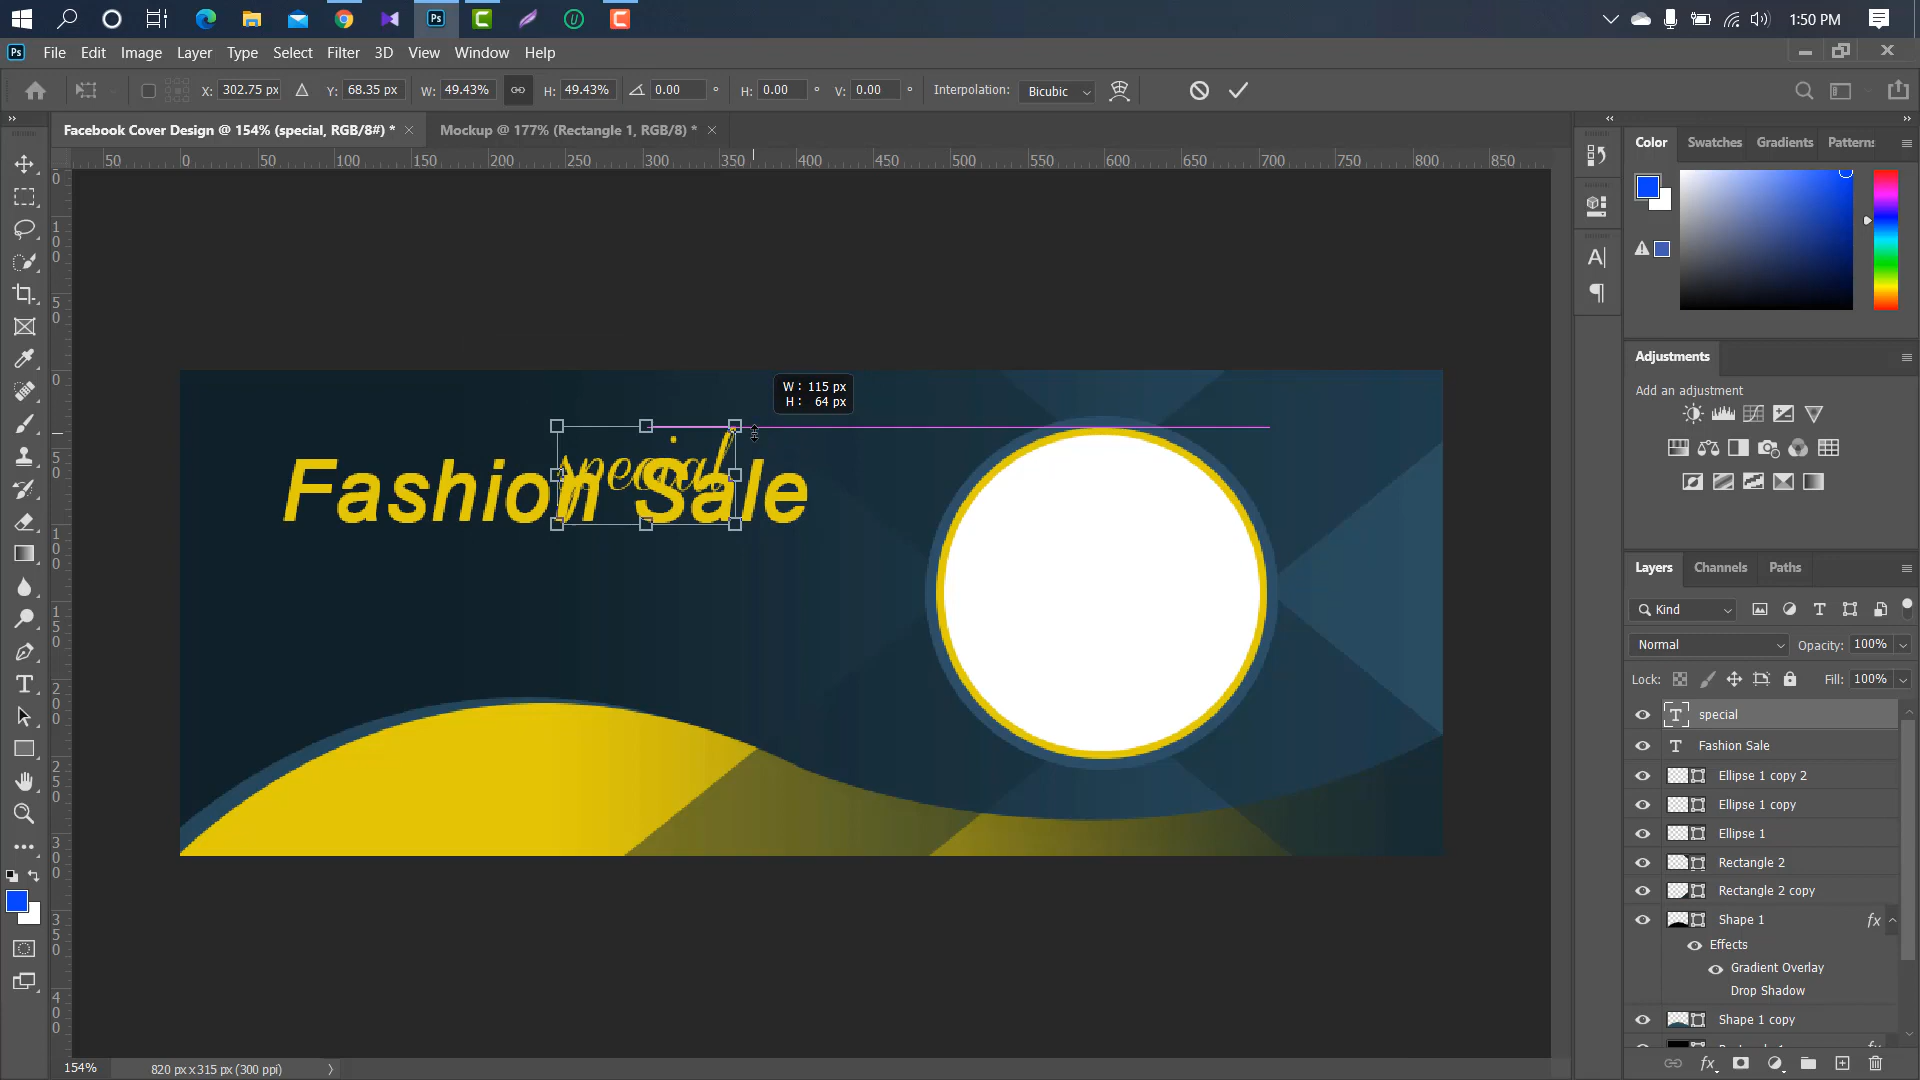 1:50 PM
File Edit Image Layer Type Select Filter 3D View Window Help
X: 302.75 px Y: 68.35 px W: 49.43% H: 49.43% 0.00 ° H: 0.00 ° V: 0.00 ° Interpolation: Bicubic
Facebook Cover Design @ 154% (special, RGB/8#) * Mockup @ 177% (Rectangle 1, RGB/8) *
Color Swatches Gradients Patterns
50 0 50 100 150 200 250 300 350 400 450 500 550 600 650 700 750 800 850
Adjustments
Add an adjustment
W : 115 px
H : 64 px
special
Fashion Sale
Layers Channels Paths
Kind
Normal Opacity: 100%
Lock: Fill: 100%
special
Fashion Sale
Ellipse 1 copy 2
Ellipse 1 copy
Ellipse 1
Rectangle 2
Rectangle 2 copy
Shape 1 fx
Effects
Gradient Overlay
Drop Shadow
Shape 1 copy
154% 820 px x 315 px (300 ppi)